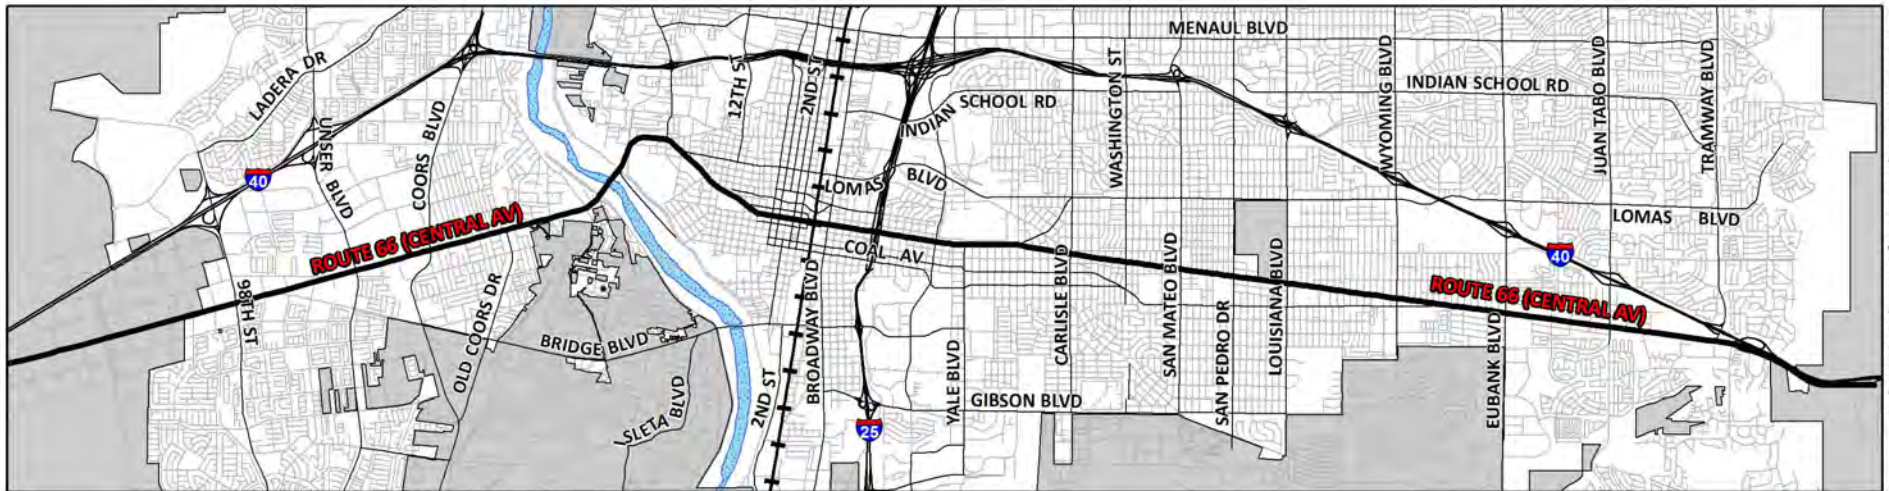 MENAUL BLVD
LADERA DR
UNSER BLVD
COORS BLVD
12TH ST
2ND ST
INDIAN SCHOOL RD
WASHINGTON ST
WYOMING BLVD
INDIAN SCHOOL RD
JUAN TABO BLVD
TRAMWAY BLVD
40
LOMAS BLVD
LOMAS BLVD
ROUTE 66 (CENTRAL AV)
COAL AV
40
ROUTE 66 (CENTRAL AV)
98TH ST
OLD COORS DR
BRIDGE BLVD
BROADWAY BLVD
CARLISLE BLVD
SAN MATEO BLVD
SAN PEDRO DR
LOUISIANA BLVD
EUBANK BLVD
ISLETA BLVD
2ND ST
YALE BLVD
GIBSON BLVD
25